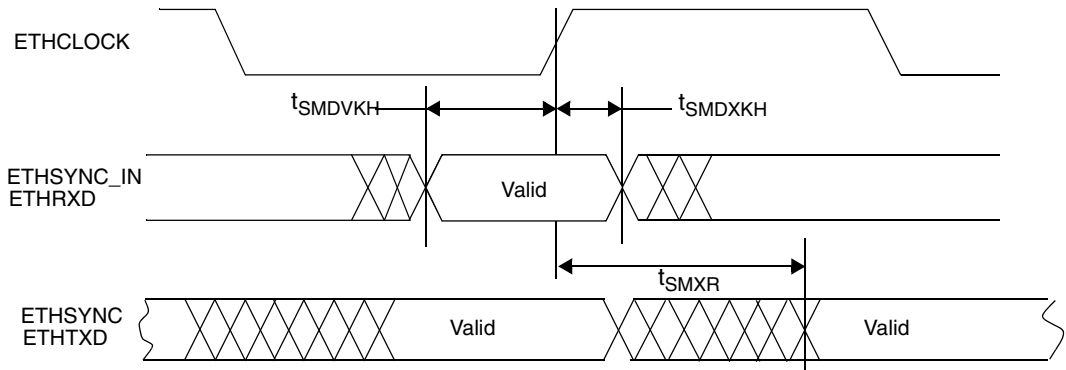 ETHCLOCK
tSMDVKH
tSMDXKH
ETHSYNC_IN
ETHRXD
Valid
tSMXR
ETHSYNC
ETHTXD
Valid
Valid